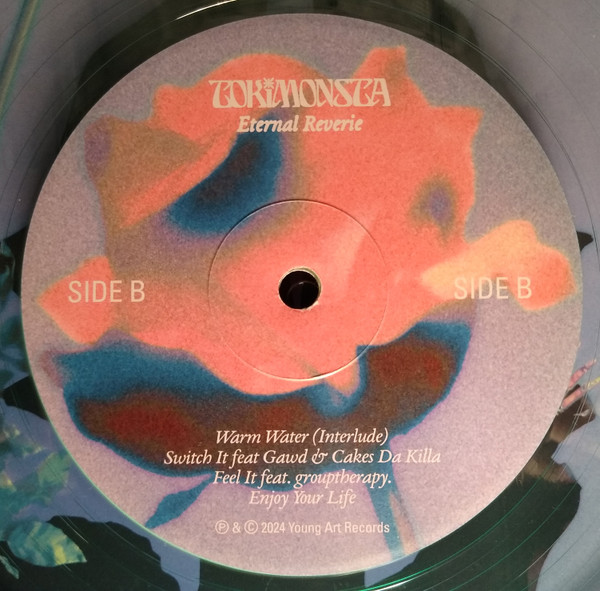 TOKiMONSTA
Eternal Reverie
SIDE B
SIDE B
Warm Water (Interlude)
Switch It feat Gawd & Cakes Da Killa
Feel It feat. grouptherapy.
Enjoy Your Life
℗ & © 2024 Young Art Records